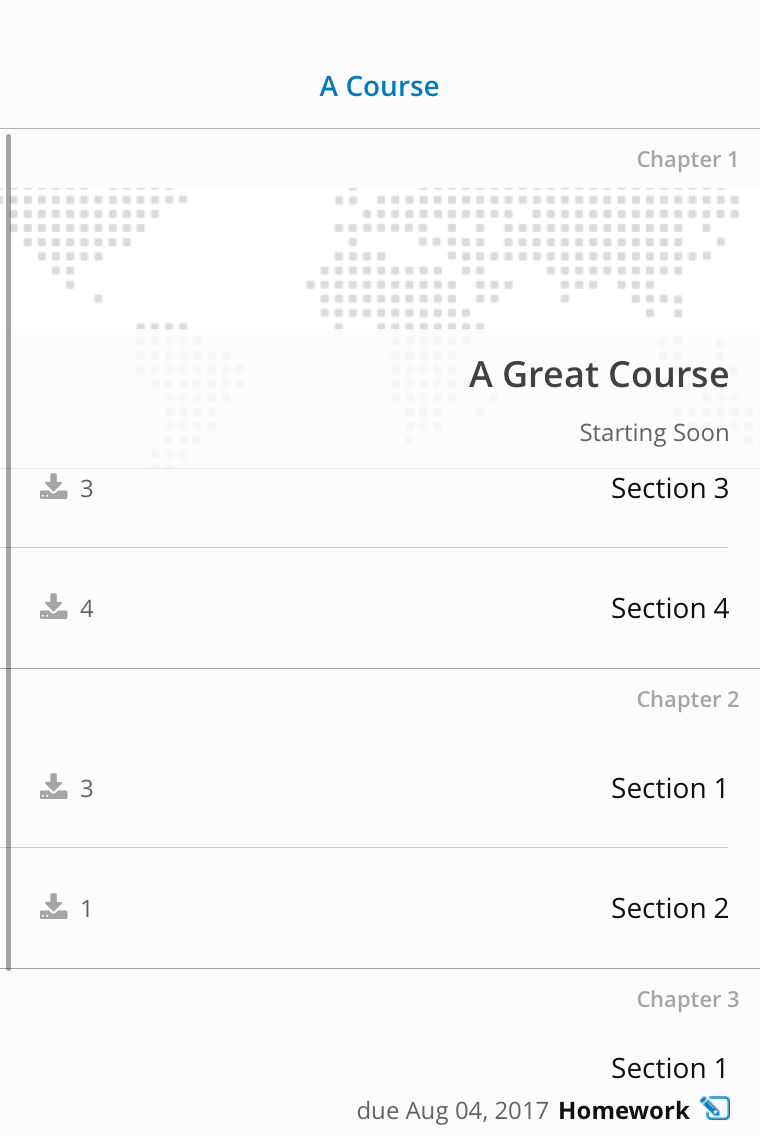 A Course
Chapter 1
A Great Course
Starting Soon
Section 3 3
Section 4 4
Chapter 2
Section 1 3
Section 2 1
Chapter 3
Section 1
due Aug 04, 2017 Homework